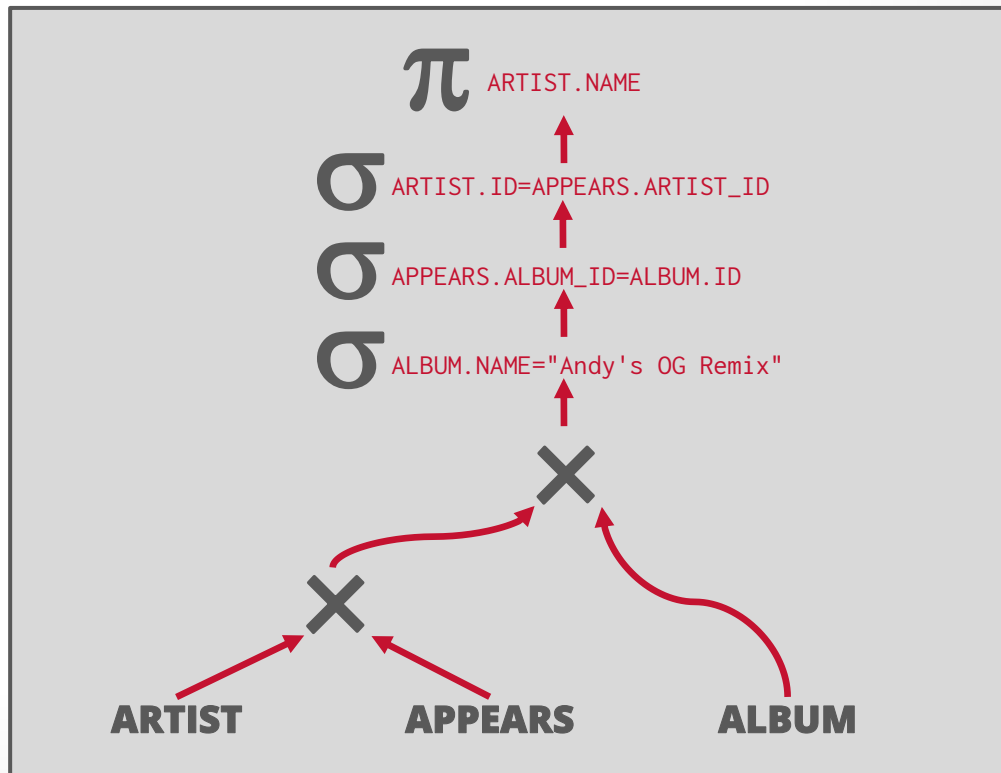 π ARTIST.NAME
σ ARTIST.ID=APPEARS.ARTIST_ID
σ APPEARS.ALBUM_ID=ALBUM.ID
σ ALBUM.NAME="Andy's OG Remix"
×
×
ARTIST APPEARS ALBUM